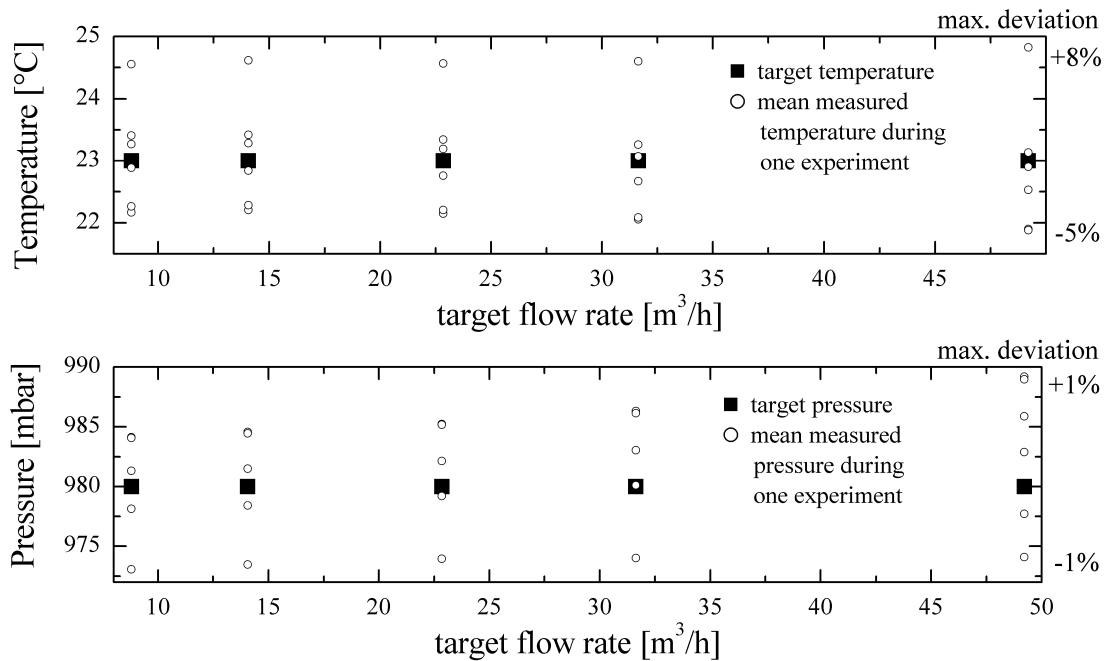 max. deviation
25
24
23
22
Temperature [°C]
+8%
-5%
■ target temperature
○ mean measured
temperature during
one experiment
10 15 20 25 30 35 40 45
target flow rate [m³/h]
max. deviation
990
985
980
975
Pressure [mbar]
+1%
-1%
■ target pressure
○ mean measured
pressure during
one experiment
10 15 20 25 30 35 40 45 50
target flow rate [m³/h]